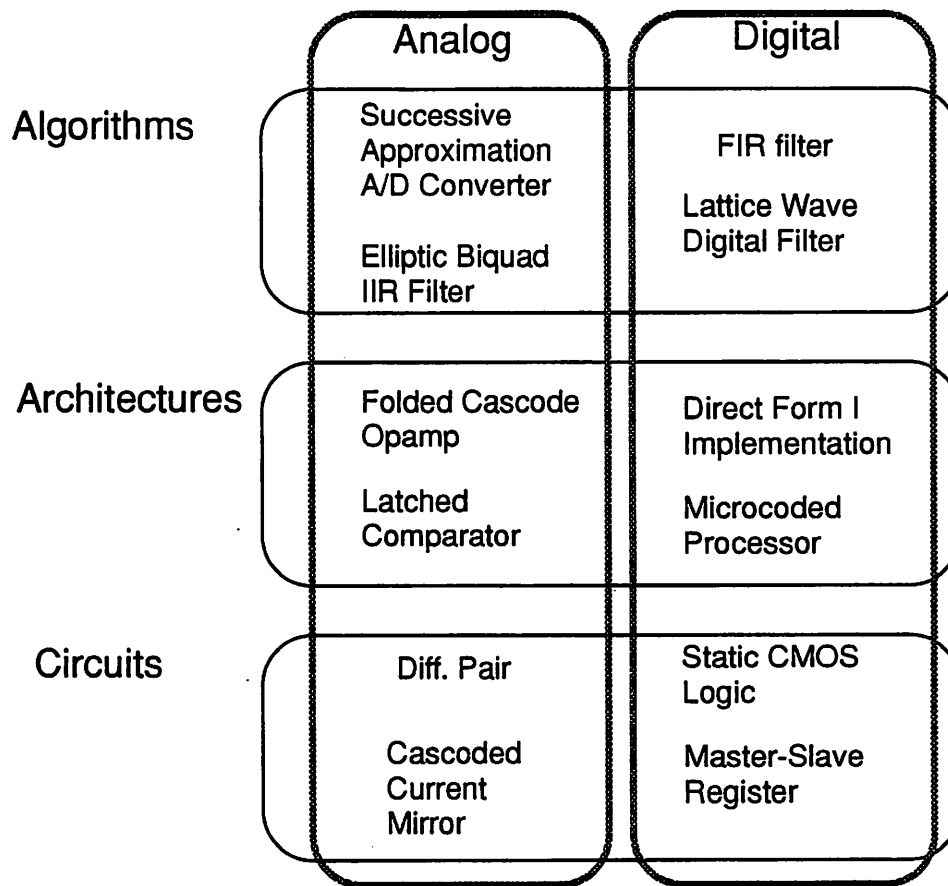 Analog
Digital
Algorithms
Successive
Approximation
A/D Converter
Elliptic Biquad
IIR Filter
FIR filter
Lattice Wave
Digital Filter
Architectures
Folded Cascode
Opamp
Latched
Comparator
Direct Form I
Implementation
Microcoded
Processor
Circuits
Diff. Pair
Cascoded
Current
Mirror
Static CMOS
Logic
Master-Slave
Register